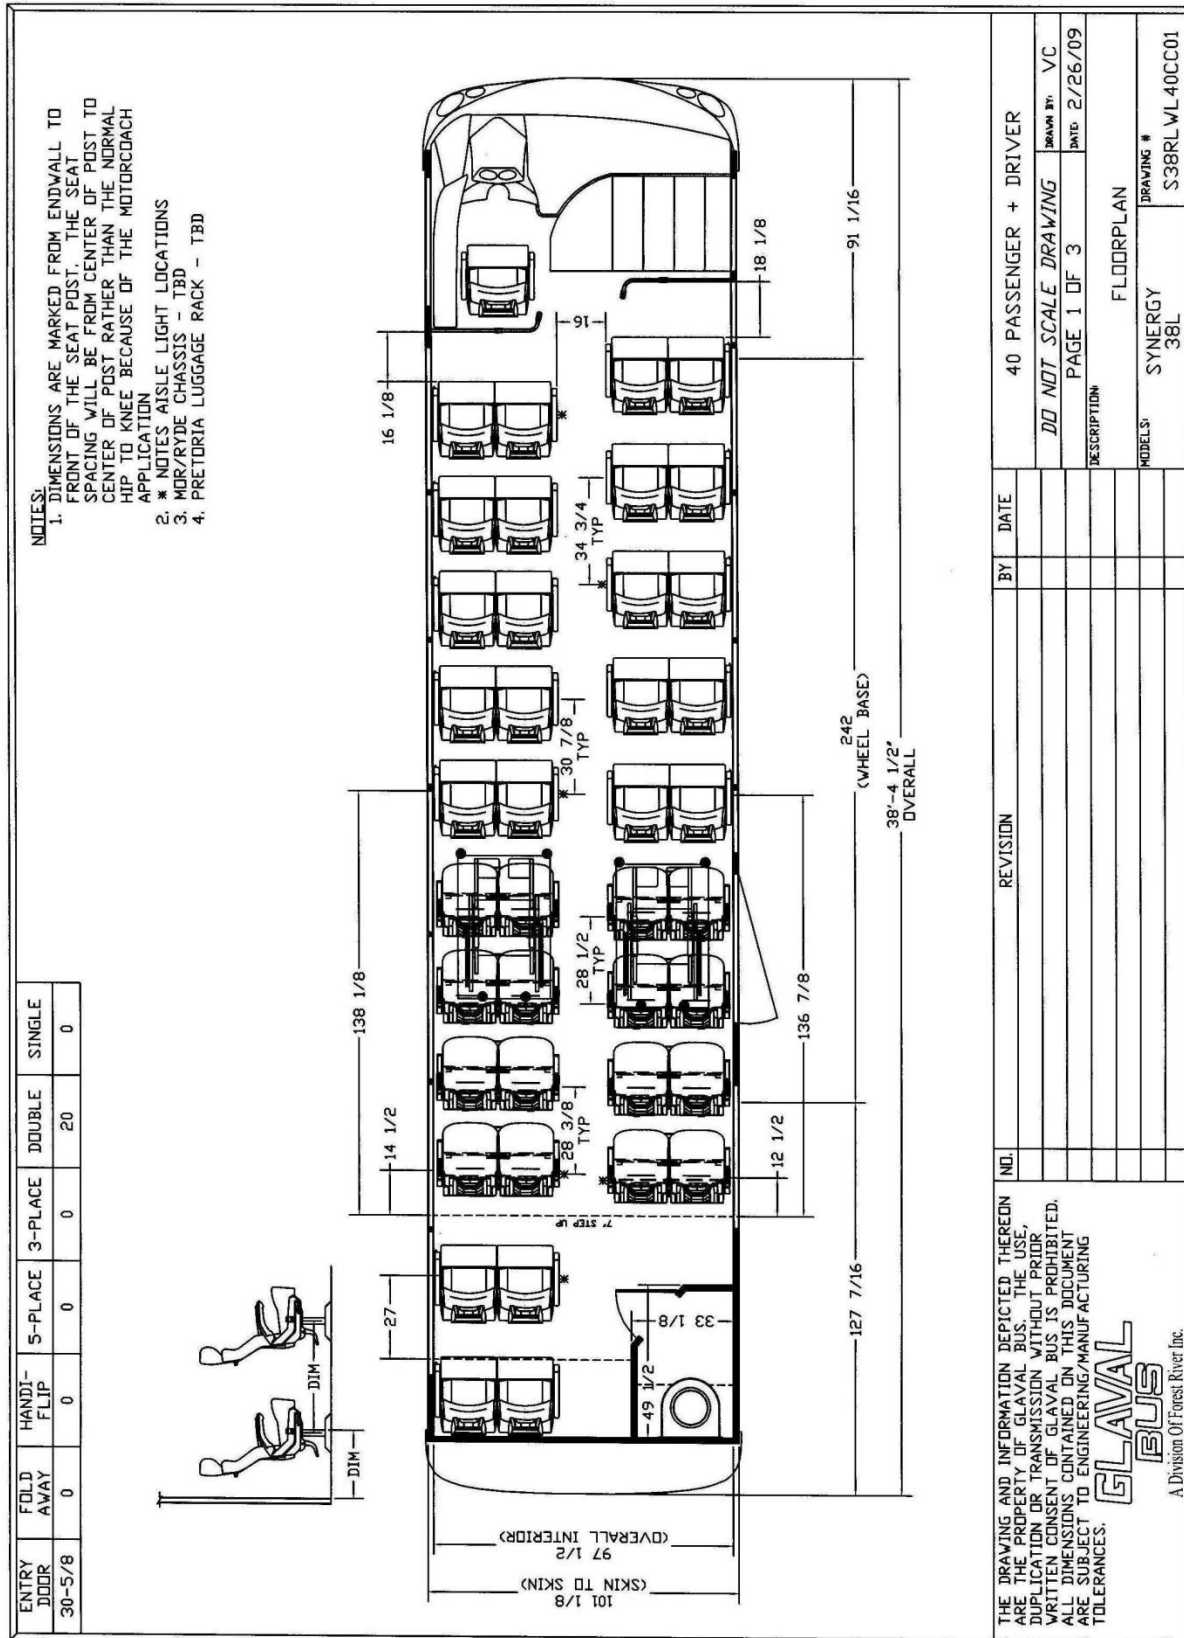 NOTES:
1. DIMENSIONS ARE MARKED FROM ENDWALL TO
FRONT OF THE SEAT POST. THE SEAT
SPACING WILL BE FROM CENTER OF POST TO
CENTER OF POST RATHER THAN THE NORMAL
HIP TO KNEE BECAUSE OF THE MOTORCOACH
APPLICATION
2. * NOTES AISLE LIGHT LOCATIONS
3. MOR/RYDE CHASSIS - TBD
4. PRETORIA LUGGAGE RACK - TBD
ENTRY DOOR | FOLD AWAY | HANDI-FLIP | 5-PLACE | 3-PLACE | DOUBLE | SINGLE
30-5/8 | 0 | 0 | 0 | 0 | 20 | 0
DIM
DIM
138 1/8
14 1/2
27
16 1/8
16
*
*
*
*
*
*
30 7/8
TYP
34 3/4
TYP
28 3/8
TYP
28 1/2
TYP
7" STEP UP
33 1/8
49 1/2
12 1/2
136 7/8
18 1/8
127 7/16
242
(WHEEL BASE)
91 1/16
38'-4 1/2"
OVERALL
97 1/2
(OVERALL INTERIOR)
101 1/8
(SKIN TO SKIN)
THE DRAWING AND INFORMATION DEPICTED THEREON
ARE THE PROPERTY OF GLAVAL BUS. THE USE,
DUPLICATION OR TRANSMISSION WITHOUT PRIOR
WRITTEN CONSENT OF GLAVAL BUS IS PROHIBITED.
ALL DIMENSIONS CONTAINED ON THIS DOCUMENT
ARE SUBJECT TO ENGINEERING/MANUFACTURING
TOLERANCES.
GLAVAL
BUS
A Division Of Forest River Inc.
NO. | REVISION | BY | DATE
40 PASSENGER + DRIVER
DO NOT SCALE DRAWING
DRAWN BY: VC
PAGE 1 OF 3
DATE: 2/26/09
DESCRIPTION:
FLOORPLAN
MODELS:
SYNERGY
38L
DRAWING #
S38RLWL40CC01